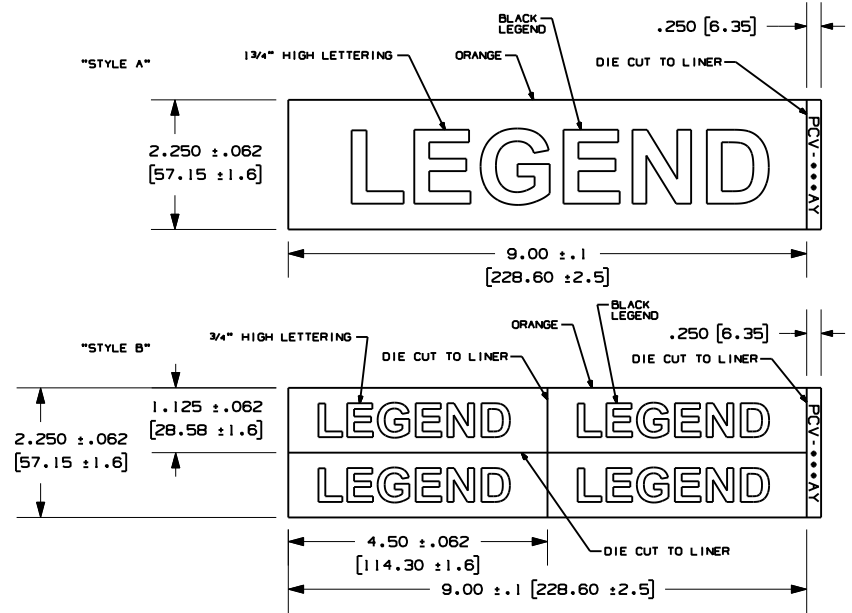 "STYLE A"
1 3/4" HIGH LETTERING
ORANGE
BLACK
LEGEND
.250 [6.35]
DIE CUT TO LINER
2.250 ±.062
[57.15 ±1.6]
LEGEND
PCV-••••AY
9.00 ±.1
[228.60 ±2.5]
"STYLE B"
3/4" HIGH LETTERING
DIE CUT TO LINER
ORANGE
BLACK
LEGEND
.250 [6.35]
DIE CUT TO LINER
2.250 ±.062
[57.15 ±1.6]
1.125 ±.062
[28.58 ±1.6]
LEGEND LEGEND
LEGEND LEGEND
PCV-••••AY
4.50 ±.062
[114.30 ±1.6]
DIE CUT TO LINER
9.00 ±.1 [228.60 ±2.5]